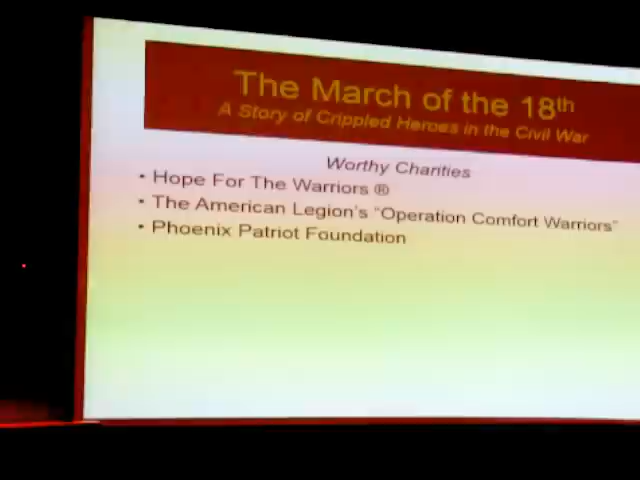 The March of the 18th
A Story of Crippled Heroes in the Civil War
Worthy Charities
• Hope For The Warriors ®
• The American Legion's "Operation Comfort Warriors"
• Phoenix Patriot Foundation